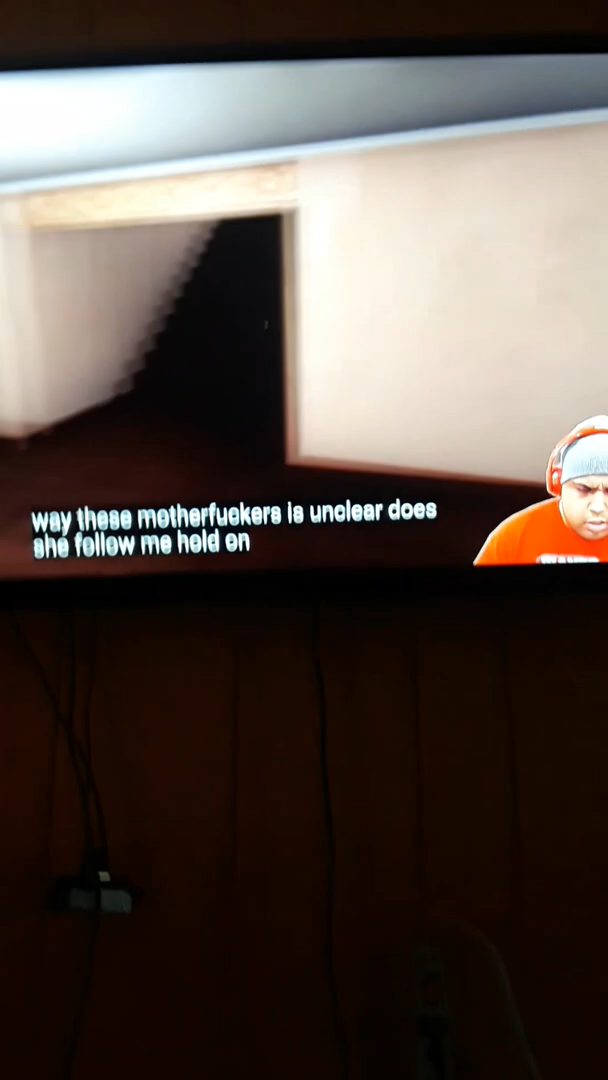 way these motherfuckers is unclear does
she follow me hold on